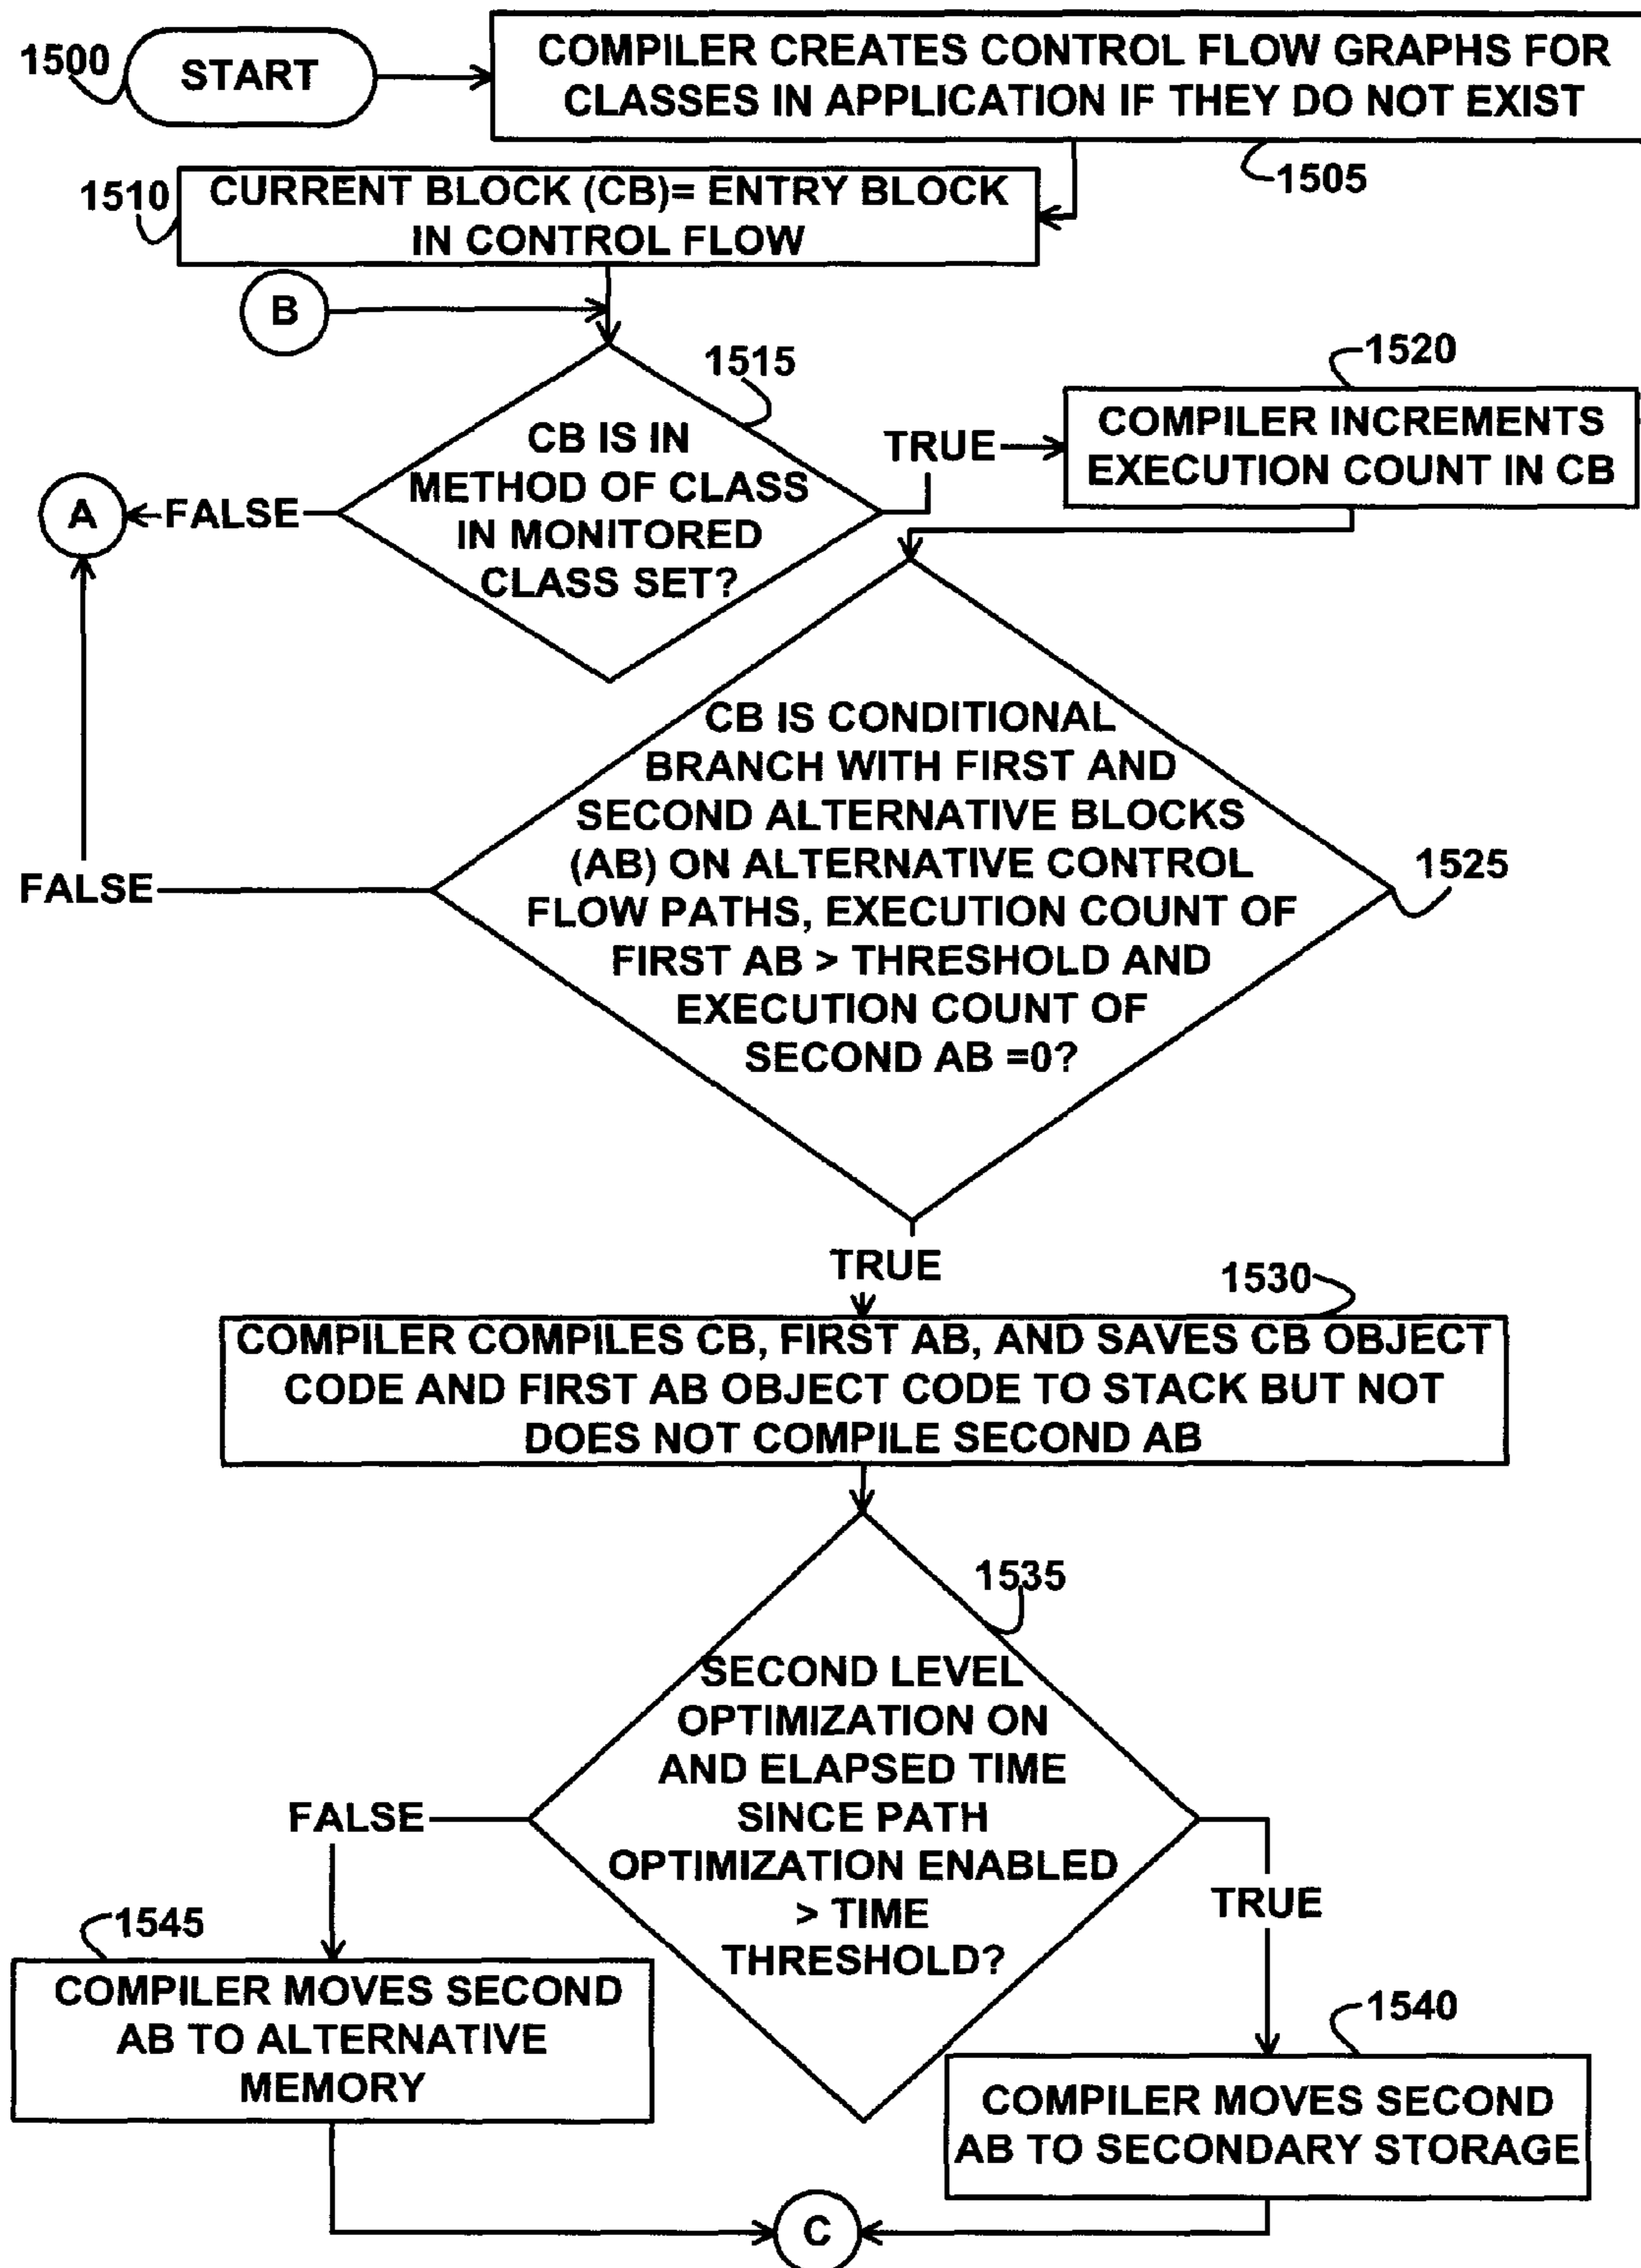 1500
START
COMPILER CREATES CONTROL FLOW GRAPHS FOR
CLASSES IN APPLICATION IF THEY DO NOT EXIST
1505
1510
CURRENT BLOCK (CB)= ENTRY BLOCK
IN CONTROL FLOW
B
1515
CB IS IN
METHOD OF CLASS
IN MONITORED
CLASS SET?
TRUE
1520
COMPILER INCREMENTS
EXECUTION COUNT IN CB
A
FALSE
CB IS CONDITIONAL
BRANCH WITH FIRST AND
SECOND ALTERNATIVE BLOCKS
(AB) ON ALTERNATIVE CONTROL
FLOW PATHS, EXECUTION COUNT OF
FIRST AB > THRESHOLD AND
EXECUTION COUNT OF
SECOND AB =0?
1525
FALSE
TRUE
1530
COMPILER COMPILES CB, FIRST AB, AND SAVES CB OBJECT
CODE AND FIRST AB OBJECT CODE TO STACK BUT NOT
DOES NOT COMPILE SECOND AB
1535
SECOND LEVEL
OPTIMIZATION ON
AND ELAPSED TIME
SINCE PATH
OPTIMIZATION ENABLED
> TIME
THRESHOLD?
FALSE
TRUE
1545
COMPILER MOVES SECOND
AB TO ALTERNATIVE
MEMORY
1540
COMPILER MOVES SECOND
AB TO SECONDARY STORAGE
C